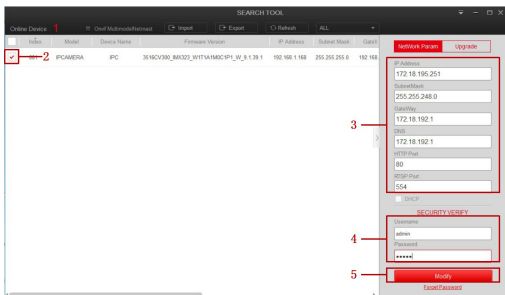 SEARCH TOOL
Online Device 1 Onvif Multimode/Netmast Import Export Refresh ALL
Index Model Device Name Firmware Version IP Address Subnet Mask GateW
2 001 IPCAMERA IPC 3516CV300_IMX323_W1T1A1M0C1P1_W_9.1.39.1 192.168.1.168 255.255.255.0 192.168
NetWork Param Upgrade
IP Address
172.18.195.251
SubnetMask
255.255.248.0
GateWay
172.18.192.1
3
DNS
172.18.192.1
HTTP Port
80
RTSP Port
554
DHCP
SECURITY VERIFY
Username
admin
4
Password
•••••
5 Modify
Forget Password